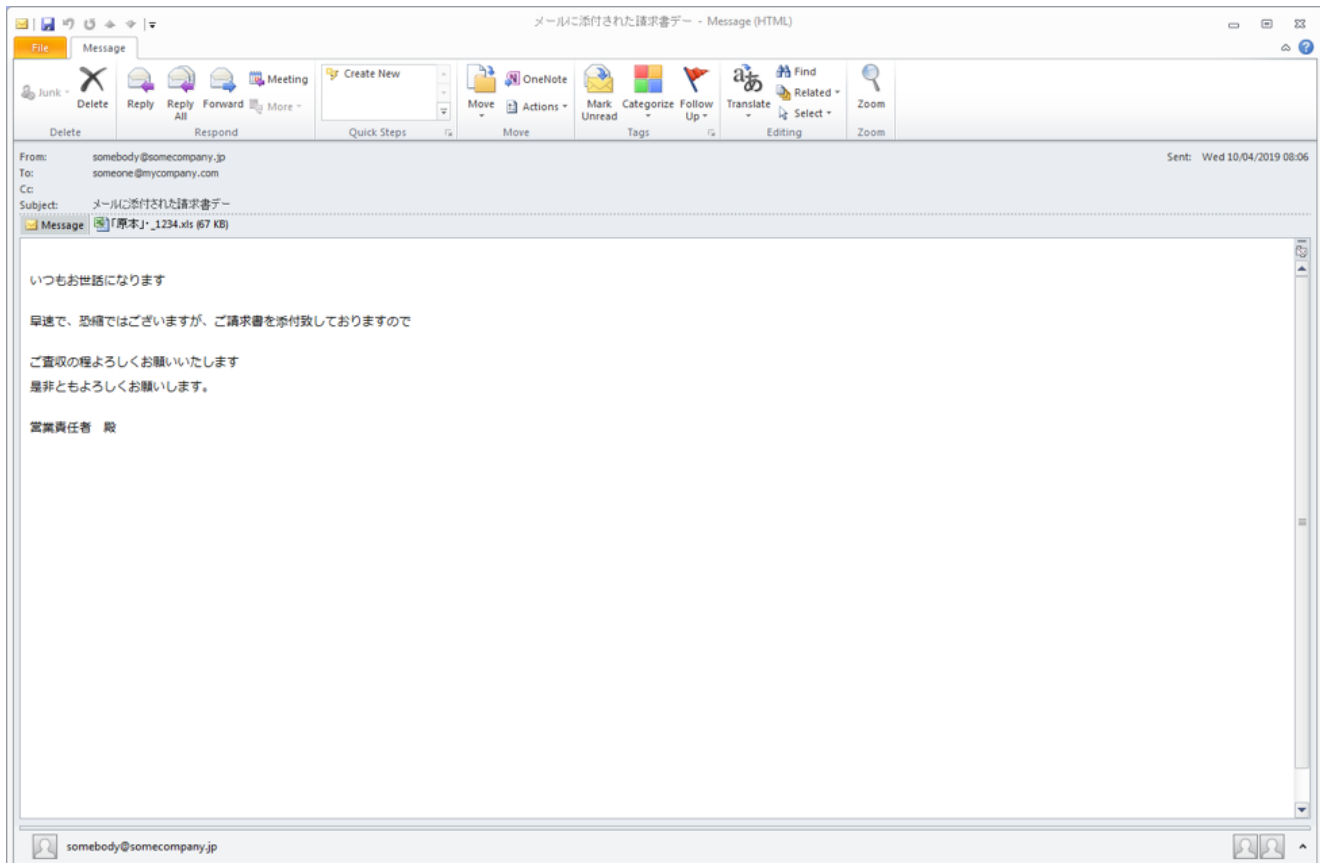 メールに添付された請求書デー - Message (HTML)
File Message
Junk
Delete
Reply
Reply All
Forward
Meeting
More
Create New
Move
OneNote
Actions
Mark Unread
Categorize
Follow Up
Translate
Find
Related
Select
Zoom
Delete Respond Quick Steps Move Tags Editing Zoom
From: somebody@somecompany.jp Sent: Wed 10/04/2019 08:06
To: someone@mycompany.com
Cc:
Subject: メールに添付された請求書デー
Message 「原本」・_1234.xls (67 KB)
いつもお世話になります
早速で、恐縮ではございますが、ご請求書を添付致しておりますので
ご査収の程よろしくお願いいたします
是非ともよろしくお願いします。
営業責任者　殿
somebody@somecompany.jp